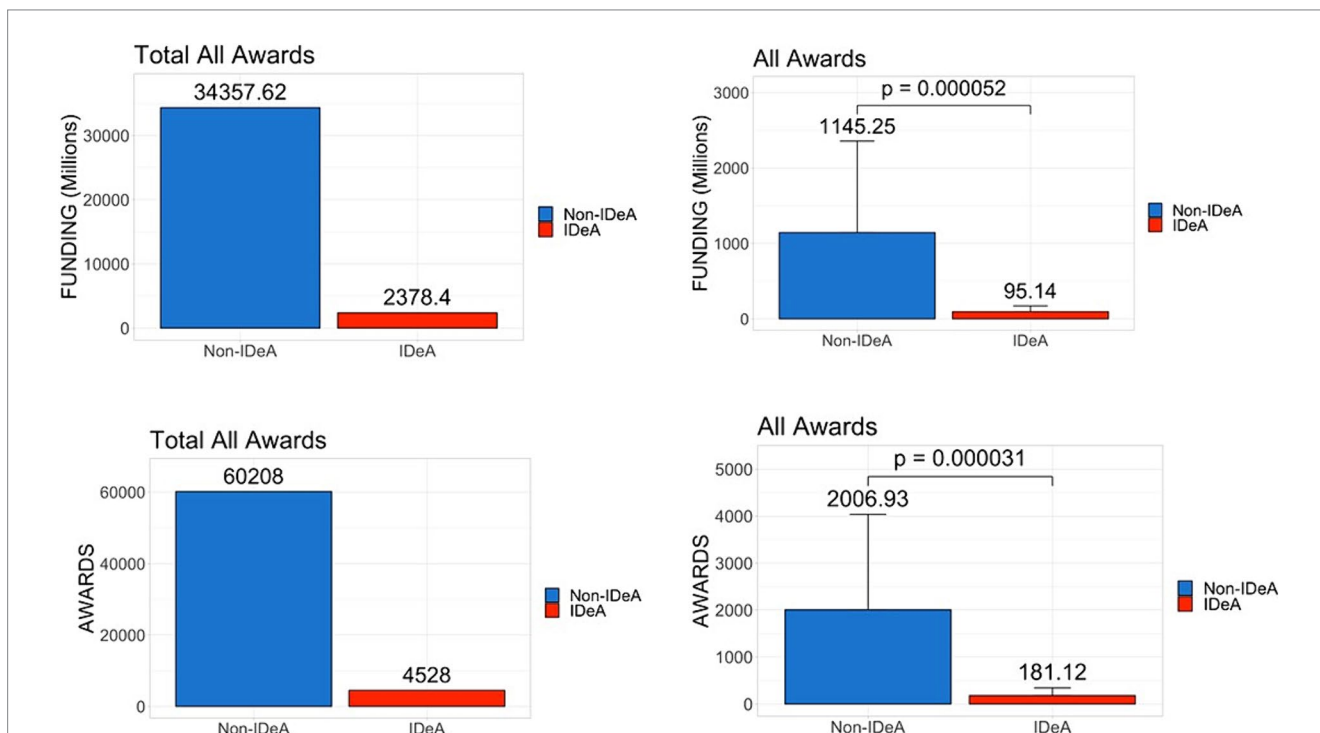 Total All Awards
34357.62
FUNDING (Millions)
30000
20000
10000
0
2378.4
Non-IDeA
IDeA
Non-IDeA
IDeA
All Awards
p = 0.000052
1145.25
FUNDING (Millions)
3000
2000
1000
0
95.14
Non-IDeA
IDeA
Non-IDeA
IDeA
Total All Awards
60208
AWARDS
60000
40000
20000
0
4528
Non-IDeA
IDeA
Non-IDeA
IDeA
All Awards
p = 0.000031
2006.93
AWARDS
5000
4000
3000
2000
1000
0
181.12
Non-IDeA
IDeA
Non-IDeA
IDeA